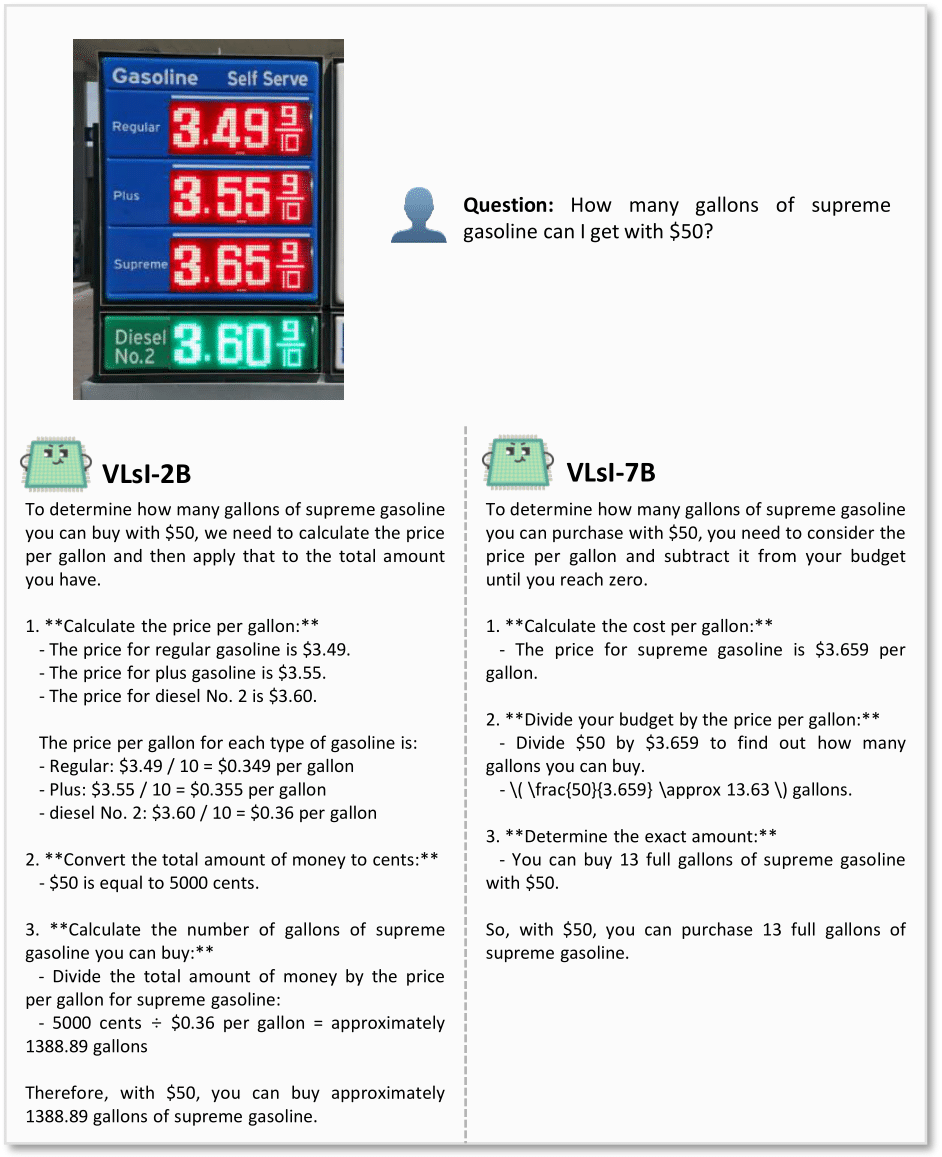 Gasoline Self Serve
Regular 3.49 9/10
Plus 3.55 9/10
Supreme 3.65 9/10
Diesel No.2 3.60 9/10
Question: How many gallons of supreme
gasoline can I get with $50?
VLsI-2B
To determine how many gallons of supreme gasoline
you can buy with $50, we need to calculate the price
per gallon and then apply that to the total amount
you have.
1. **Calculate the price per gallon:**
- The price for regular gasoline is $3.49.
- The price for plus gasoline is $3.55.
- The price for diesel No. 2 is $3.60.
The price per gallon for each type of gasoline is:
- Regular: $3.49 / 10 = $0.349 per gallon
- Plus: $3.55 / 10 = $0.355 per gallon
- diesel No. 2: $3.60 / 10 = $0.36 per gallon
2. **Convert the total amount of money to cents:**
- $50 is equal to 5000 cents.
3. **Calculate the number of gallons of supreme
gasoline you can buy:**
- Divide the total amount of money by the price
per gallon for supreme gasoline:
- 5000 cents ÷ $0.36 per gallon = approximately
1388.89 gallons
Therefore, with $50, you can buy approximately
1388.89 gallons of supreme gasoline.
VLsI-7B
To determine how many gallons of supreme gasoline
you can purchase with $50, you need to consider the
price per gallon and subtract it from your budget
until you reach zero.
1. **Calculate the cost per gallon:**
- The price for supreme gasoline is $3.659 per
gallon.
2. **Divide your budget by the price per gallon:**
- Divide $50 by $3.659 to find out how many
gallons you can buy.
- \( \frac{50}{3.659} \approx 13.63 \) gallons.
3. **Determine the exact amount:**
- You can buy 13 full gallons of supreme gasoline
with $50.
So, with $50, you can purchase 13 full gallons of
supreme gasoline.